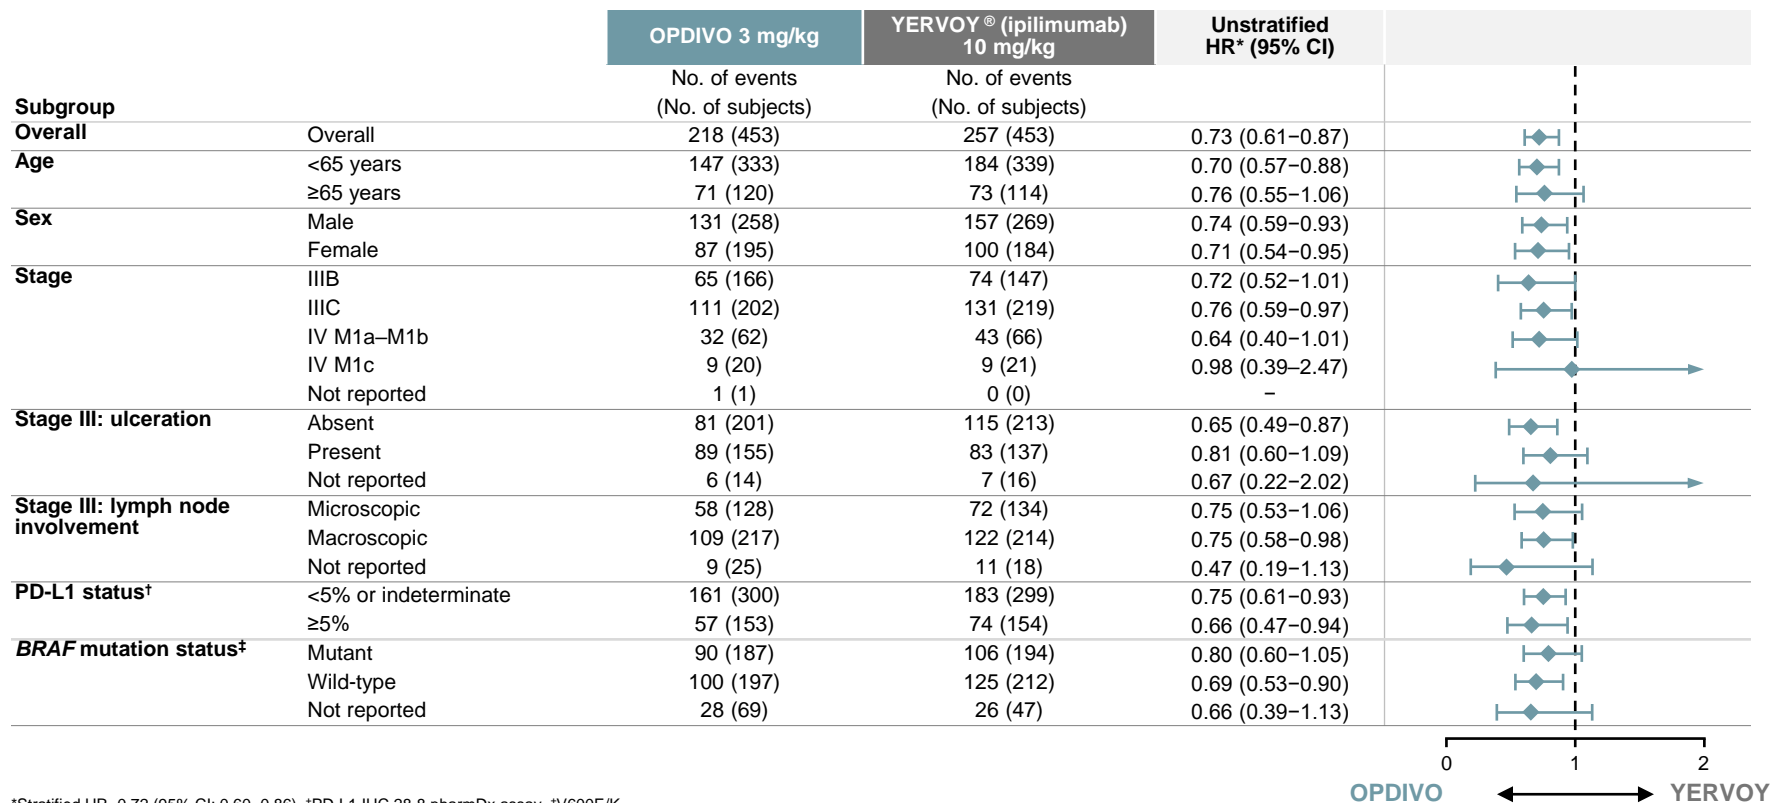 OPDIVO 3 mg/kg YERVOY ® (ipilimumab) 10 mg/kg Unstratified HR* (95% CI)
No. of events No. of events
Subgroup (No. of subjects) (No. of subjects)
Overall Overall 218 (453) 257 (453) 0.73 (0.61−0.87)
Age <65 years 147 (333) 184 (339) 0.70 (0.57−0.88)
≥65 years 71 (120) 73 (114) 0.76 (0.55−1.06)
Sex Male 131 (258) 157 (269) 0.74 (0.59−0.93)
Female 87 (195) 100 (184) 0.71 (0.54−0.95)
Stage IIIB 65 (166) 74 (147) 0.72 (0.52−1.01)
IIIC 111 (202) 131 (219) 0.76 (0.59−0.97)
IV M1a–M1b 32 (62) 43 (66) 0.64 (0.40−1.01)
IV M1c 9 (20) 9 (21) 0.98 (0.39–2.47)
Not reported 1 (1) 0 (0) −
Stage III: ulceration Absent 81 (201) 115 (213) 0.65 (0.49−0.87)
Present 89 (155) 83 (137) 0.81 (0.60−1.09)
Not reported 6 (14) 7 (16) 0.67 (0.22−2.02)
Stage III: lymph node involvement Microscopic 58 (128) 72 (134) 0.75 (0.53−1.06)
Macroscopic 109 (217) 122 (214) 0.75 (0.58−0.98)
Not reported 9 (25) 11 (18) 0.47 (0.19−1.13)
PD-L1 status† <5% or indeterminate 161 (300) 183 (299) 0.75 (0.61−0.93)
≥5% 57 (153) 74 (154) 0.66 (0.47−0.94)
BRAF mutation status‡ Mutant 90 (187) 106 (194) 0.80 (0.60−1.05)
Wild-type 100 (197) 125 (212) 0.69 (0.53−0.90)
Not reported 28 (69) 26 (47) 0.66 (0.39−1.13)
0 1 2
OPDIVO YERVOY